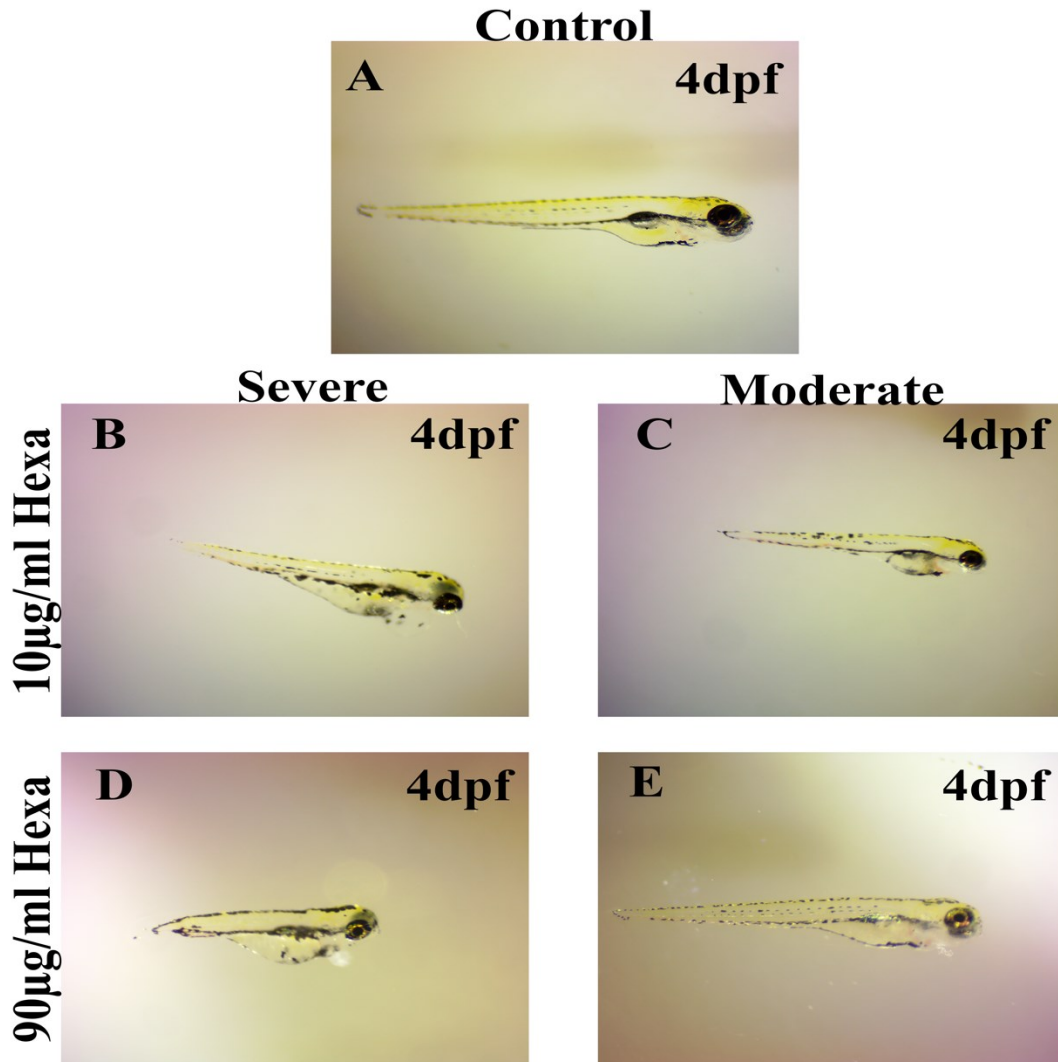 Control
A 4dpf
Severe
Moderate
10µg/ml Hexa
B 4dpf
C 4dpf
90µg/ml Hexa
D 4dpf
E 4dpf